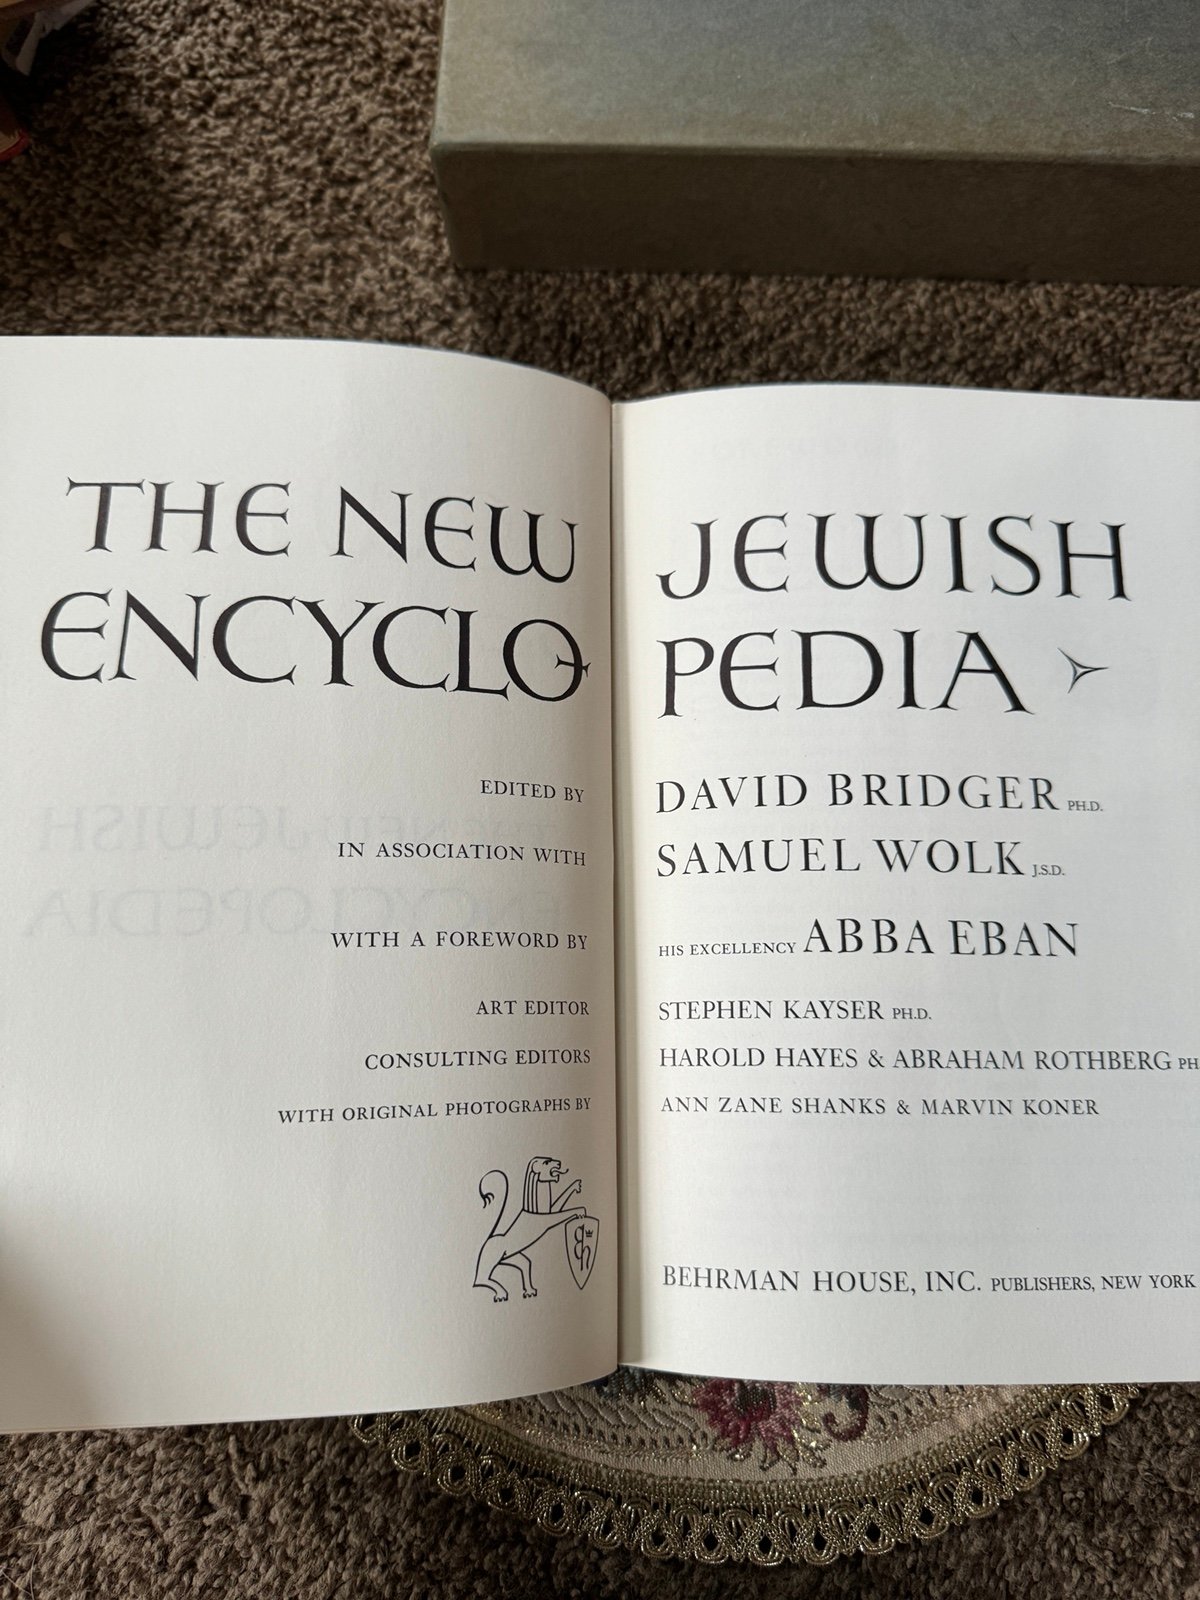 THE NEW JEWISH
ENCYCLOPEDIA
EDITED BY DAVID BRIDGER PH.D.
IN ASSOCIATION WITH SAMUEL WOLK J.S.D.
WITH A FOREWORD BY HIS EXCELLENCY ABBA EBAN
ART EDITOR STEPHEN KAYSER PH.D.
CONSULTING EDITORS HAROLD HAYES & ABRAHAM ROTHBERG PH
WITH ORIGINAL PHOTOGRAPHS BY ANN ZANE SHANKS & MARVIN KONER
BEHRMAN HOUSE, INC. PUBLISHERS, NEW YORK